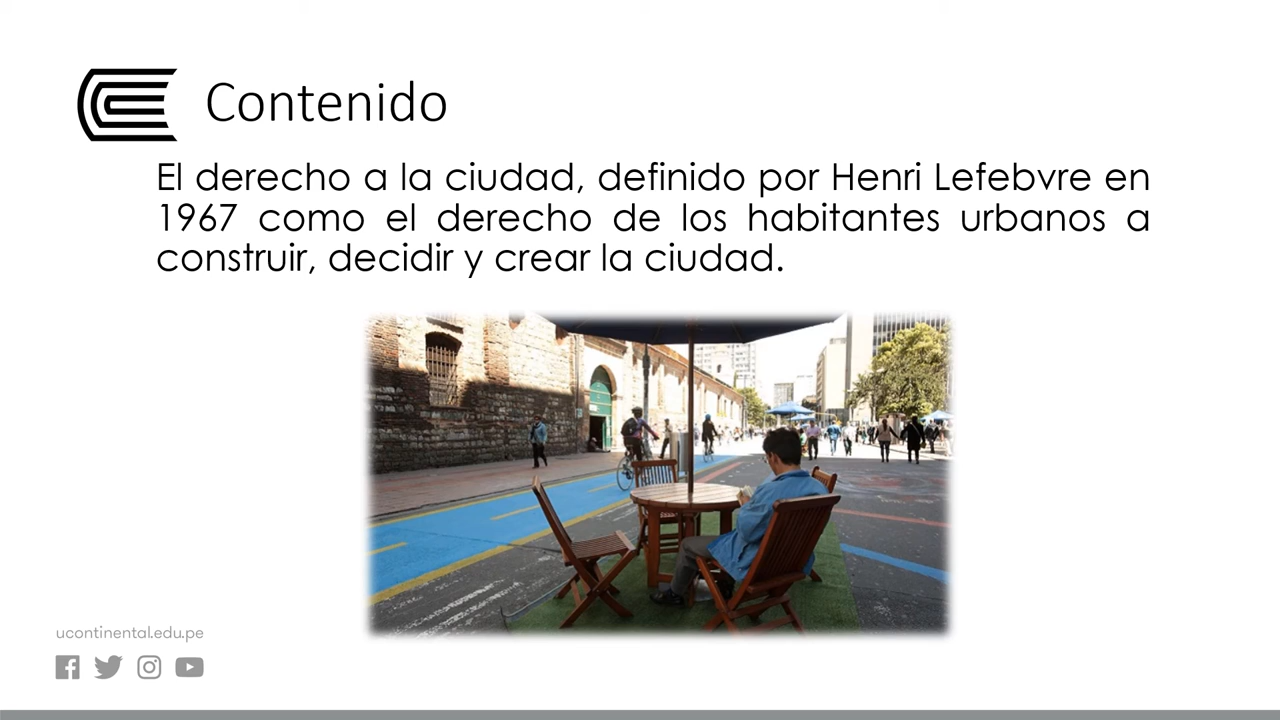 Contenido
El derecho a la ciudad, definido por Henri Lefebvre en
1967 como el derecho de los habitantes urbanos a
construir, decidir y crear la ciudad.
ucontinental.edu.pe